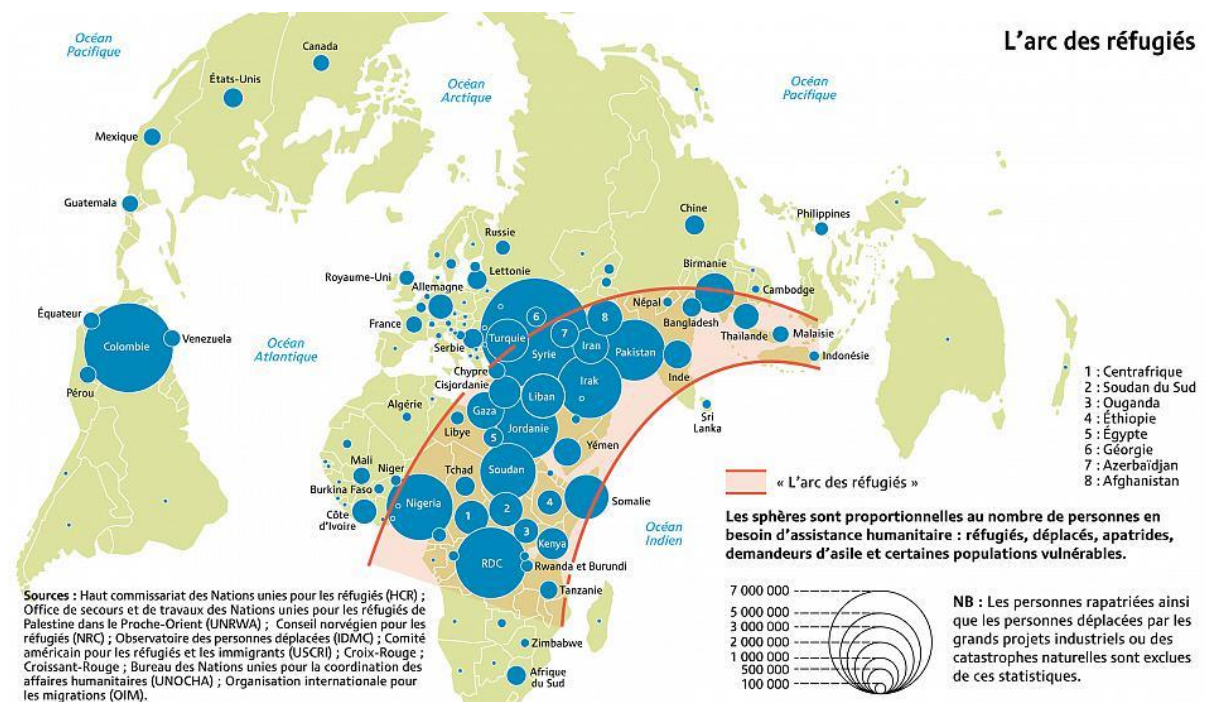 L'arc des réfugiés
Océan
Pacifique
Canada
États-Unis
Océan
Arctique
Océan
Pacifique
Mexique
Guatemala
Chine
Philippines
Russie
Royaume-Uni
Lettonie
Allemagne
Birmanie
Cambodge
Népal
Bangladesh
Thaïlande
Malaisie
Indonésie
Équateur
Colombie
Venezuela
Pérou
Océan
Atlantique
France
Serbie
Turquie
Syrie
6
7
8
Iran
Pakistan
Inde
Sri
Lanka
Chypre
Cisjordanie
Liban
Irak
Gaza
Jordanie
5
Algérie
Libye
Yémen
Mali
Niger
Tchad
Soudan
Burkina Faso
Côte
d'Ivoire
Nigeria
1
2
3
4
Somalie
Océan
Indien
Kenya
RDC
Rwanda et Burundi
Tanzanie
Zimbabwe
Afrique
du Sud
1 : Centrafrique
2 : Soudan du Sud
3 : Ouganda
4 : Éthiopie
5 : Égypte
6 : Géorgie
7 : Azerbaïdjan
8 : Afghanistan
« L'arc des réfugiés »
Les sphères sont proportionnelles au nombre de personnes en
besoin d'assistance humanitaire : réfugiés, déplacés, apatrides,
demandeurs d'asile et certaines populations vulnérables.
7 000 000
5 000 000
3 000 000
2 000 000
1 000 000
500 000
100 000
NB : Les personnes rapatriées ainsi
que les personnes déplacées par les
grands projets industriels ou des
catastrophes naturelles sont exclues
de ces statistiques.
Sources : Haut commissariat des Nations unies pour les réfugiés (HCR) ;
Office de secours et de travaux des Nations unies pour les réfugiés de
Palestine dans le Proche-Orient (UNRWA) ; Conseil norvégien pour les
réfugiés (NRC) ; Observatoire des personnes déplacées (IDMC) ; Comité
américain pour les réfugiés et les immigrants (USCRI) ; Croix-Rouge ;
Croissant-Rouge ; Bureau des Nations unies pour la coordination des
affaires humanitaires (UNOCHA) ; Organisation internationale pour
les migrations (OIM).